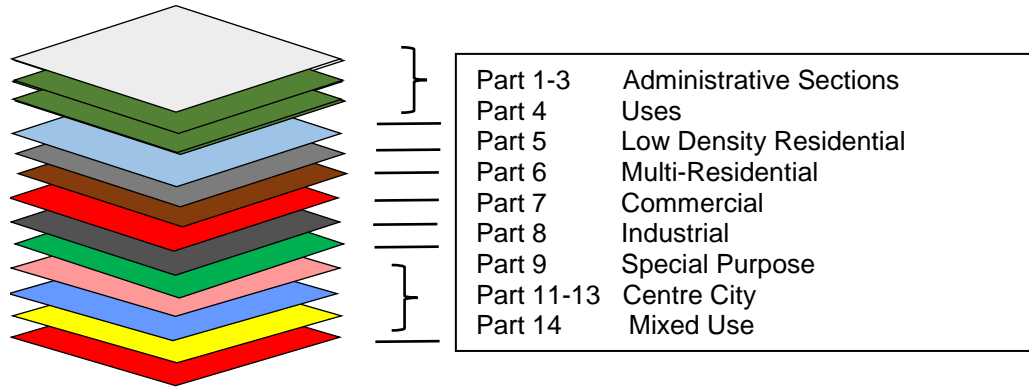 Part 1-3 Administrative Sections
Part 4 Uses
Part 5 Low Density Residential
Part 6 Multi-Residential
Part 7 Commercial
Part 8 Industrial
Part 9 Special Purpose
Part 11-13 Centre City
Part 14 Mixed Use